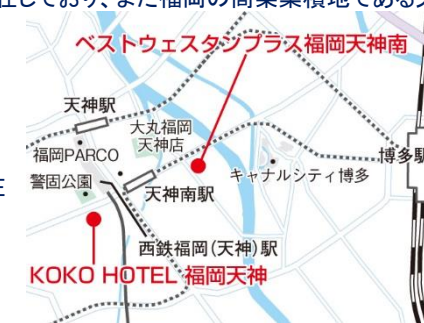 ベストウェスタンプラス福岡天神南
天神駅
大丸福岡
天神店
福岡PARCO
警固公園
天神南駅
キャナルシティ博多
博多駅
西鉄福岡(天神)駅
KOKO HOTEL 福岡天神